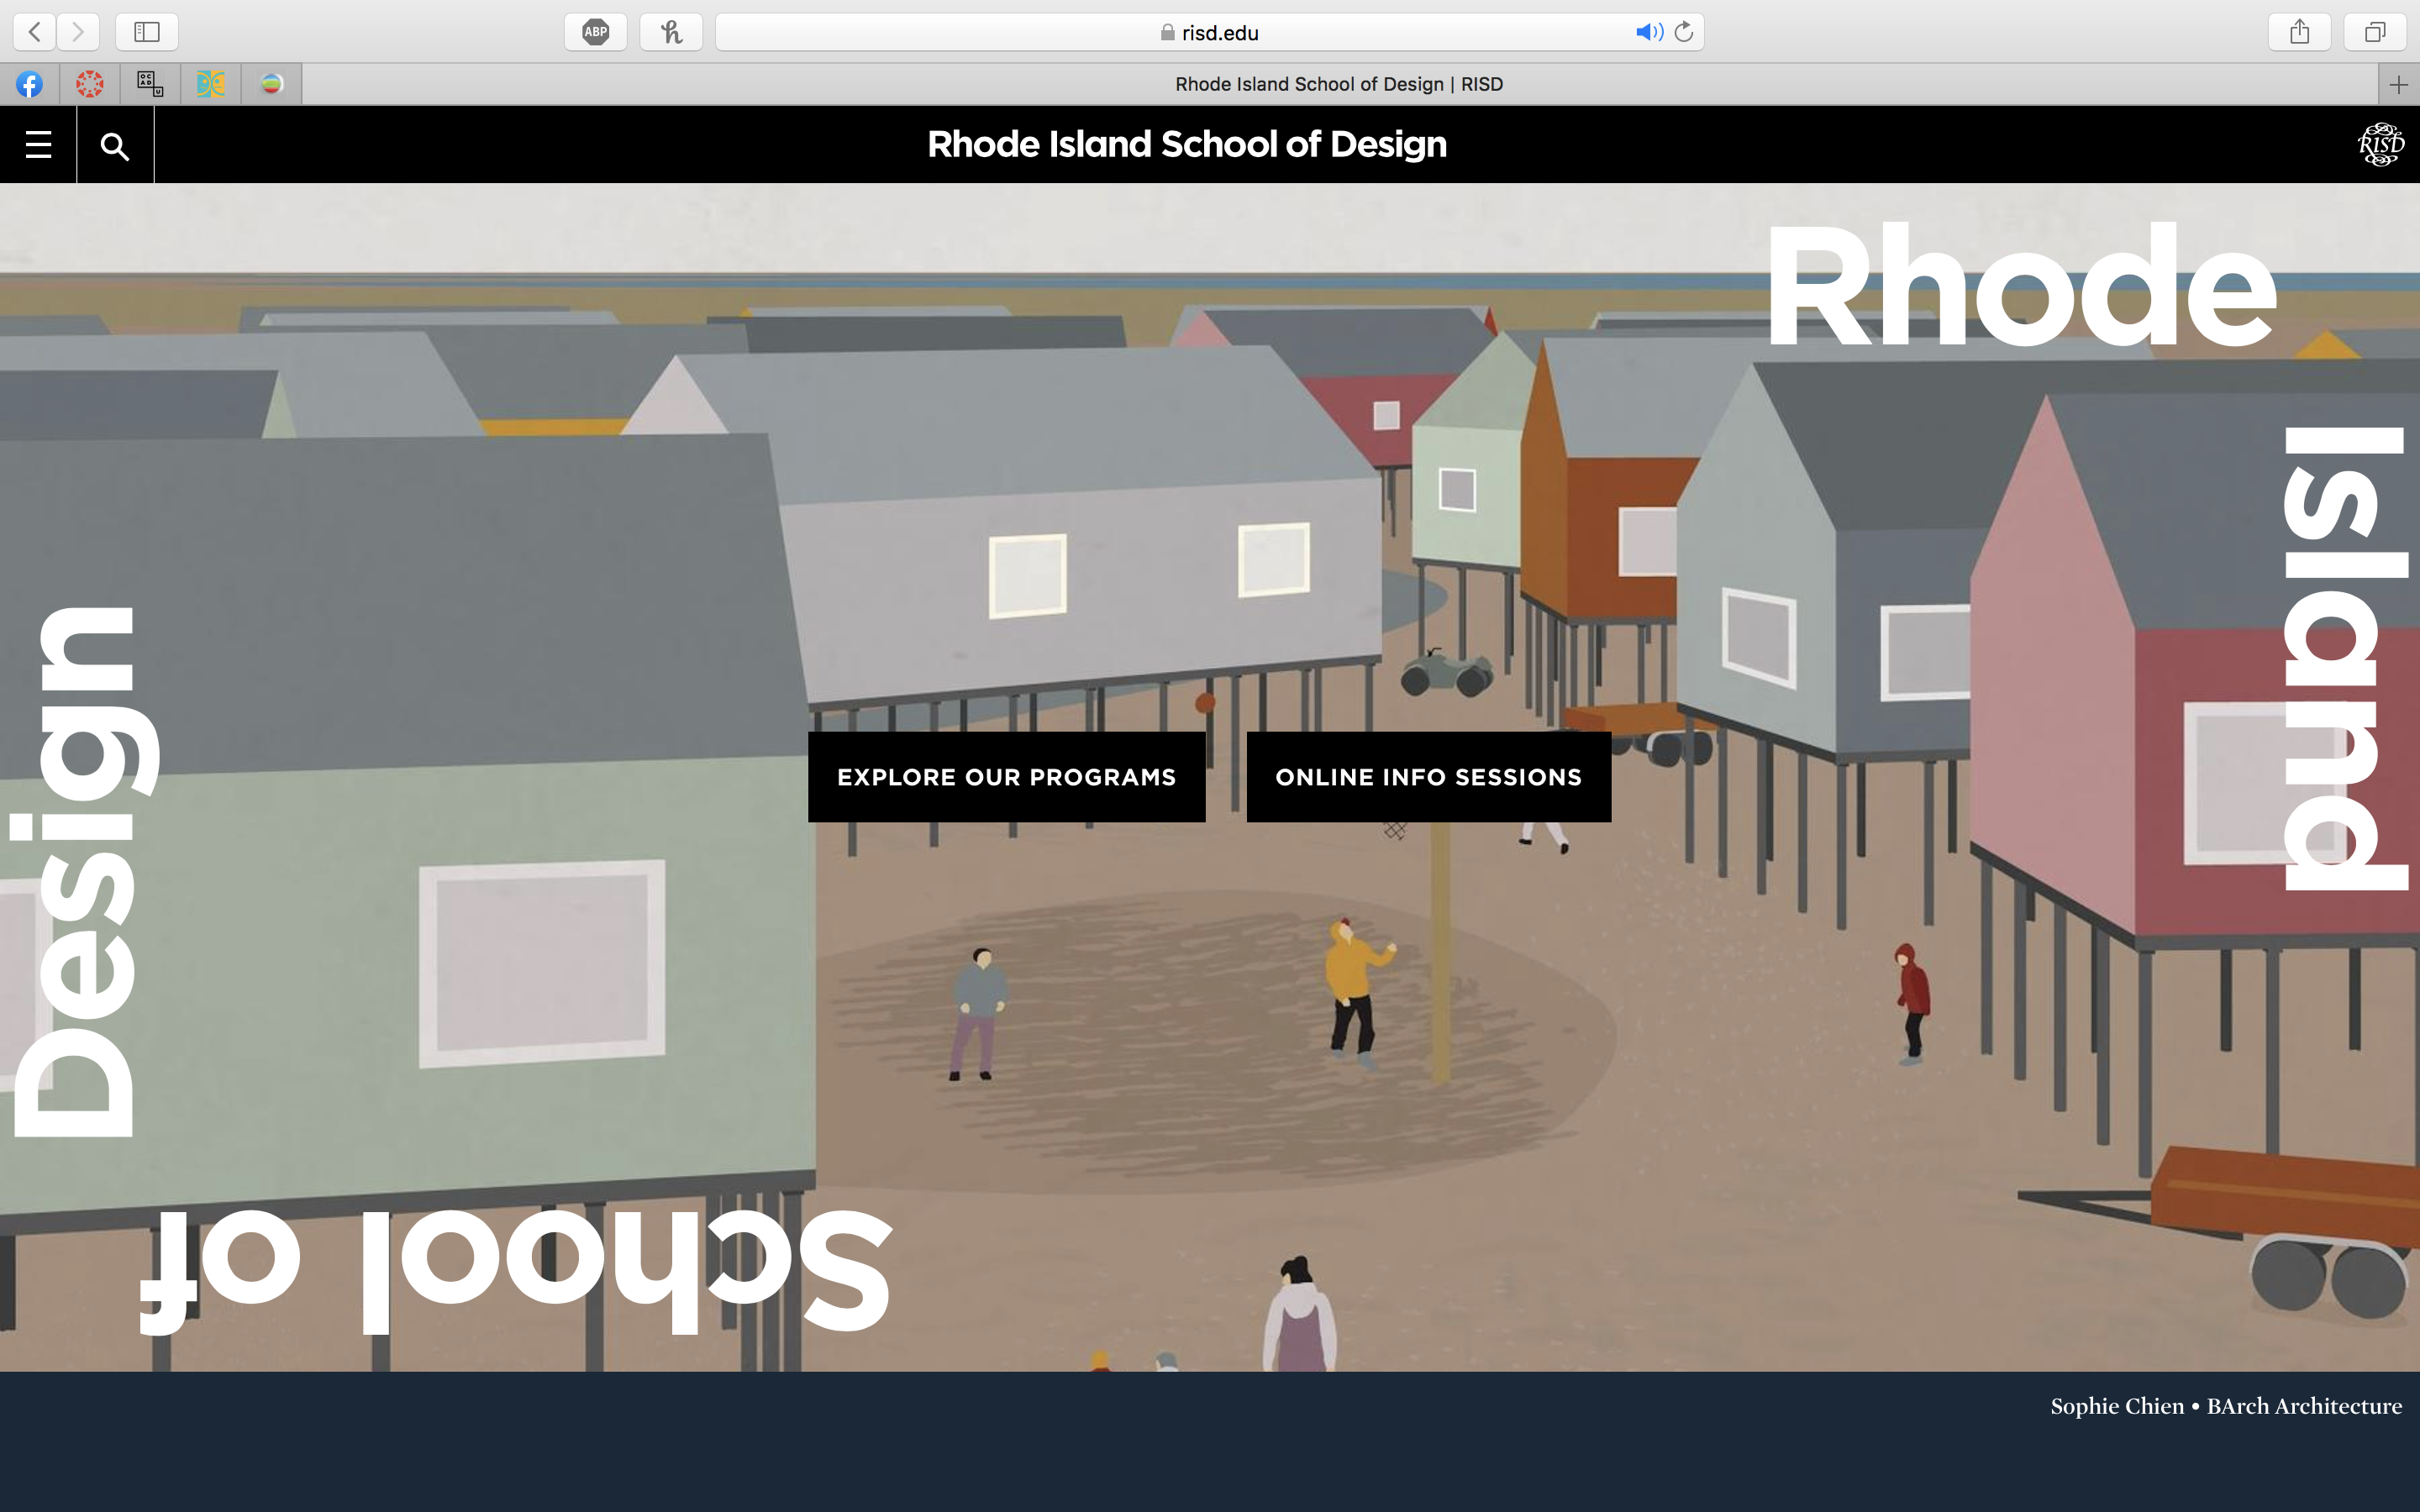 ABP
h
risd.edu
OCAD U
Rhode Island School of Design | RISD
Rhode Island School of Design
RISD
Rhode
Island
School of
Design
EXPLORE OUR PROGRAMS
ONLINE INFO SESSIONS
Sophie Chien • BArch Architecture